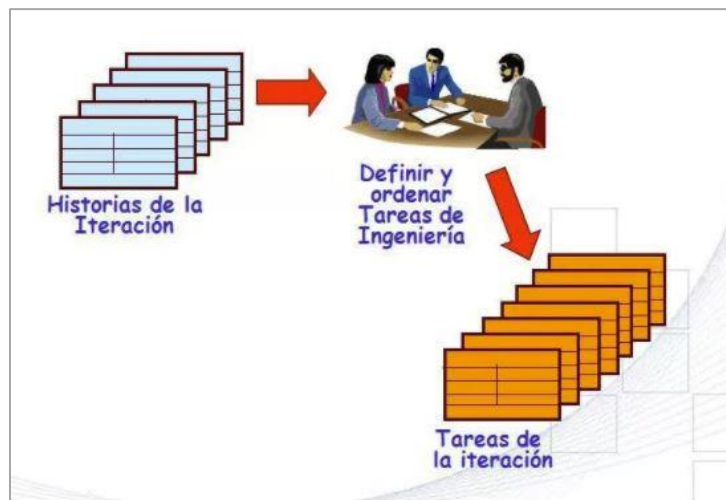 Historias de la
Iteración
Definir y
ordenar
Tareas de
Ingeniería
Tareas de
la iteración